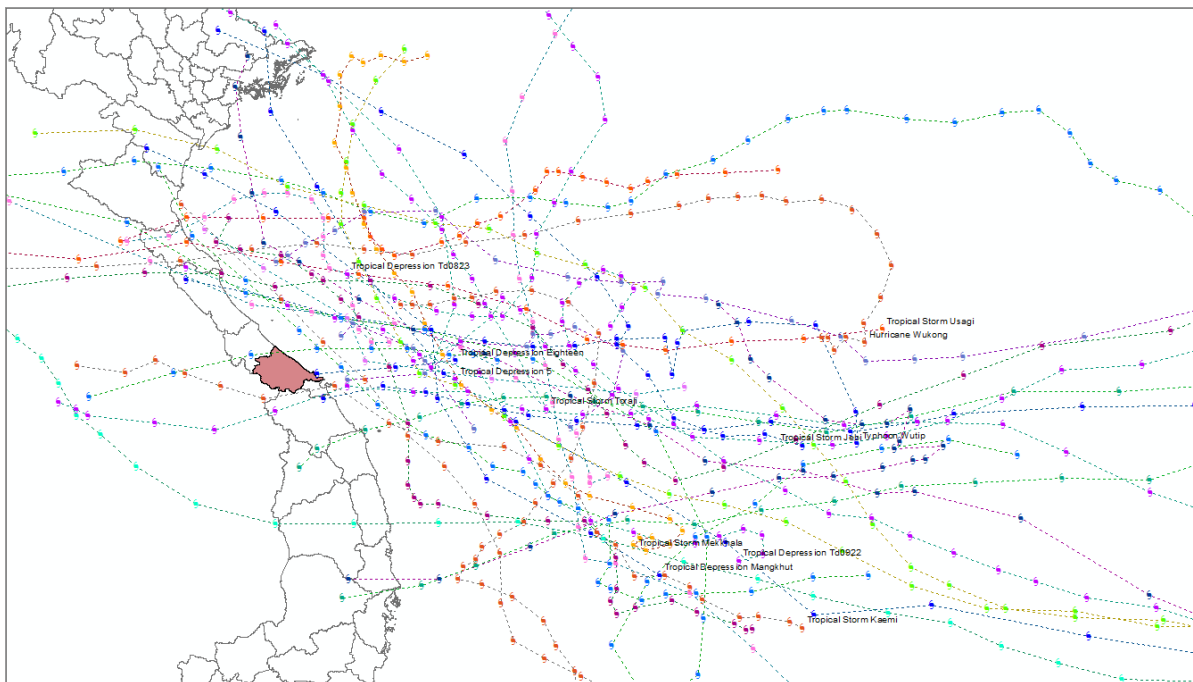 Tropical Depression Td0823
Tropical Storm Usagi
Hurricane Wukong
Tropical Depression Eighteen
Tropical Depression 5
Tropical Storm Toraji
Tropical Storm Jebi
Typhoon Wutip
Tropical Storm Mekkhala
Tropical Depression Td0922
Tropical Depression Mangkhut
Tropical Storm Kaemi